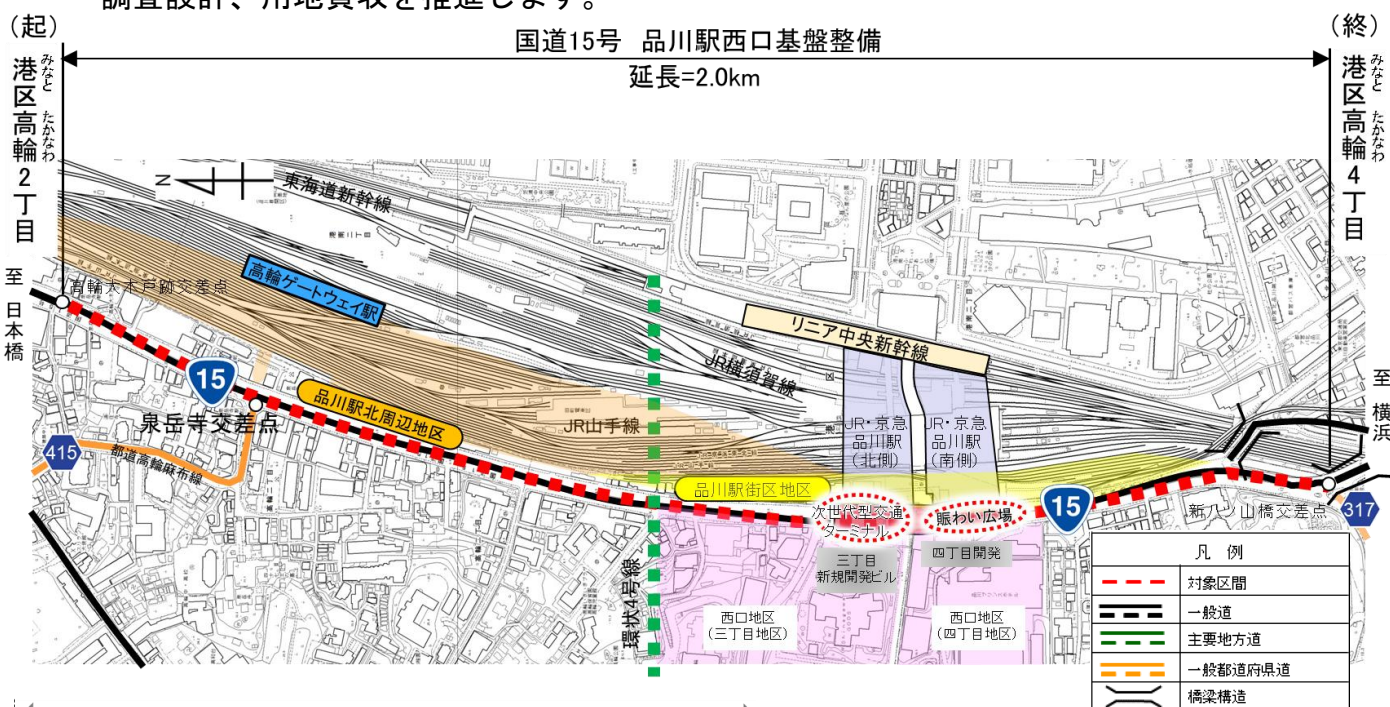 調査設計、用地買収を推進します。
(起)
(終)
国道15号 品川駅西口基盤整備
延長=2.0km
港区高輪2丁目
みなと たかなわ
港区高輪4丁目
みなと たかなわ
N
東海道新幹線
港南二丁目
至 日本橋
高輪大木戸跡交差点
高輪ゲートウェイ駅
リニア中央新幹線
至 横浜
15
JR横須賀線
品川駅北周辺地区
泉岳寺交差点
JR山手線
JR・京急
品川駅
(北側)
JR・京急
品川駅
(南側)
415
都道高輪麻布線
品川駅街区地区
次世代型交通
ターミナル
賑わい広場
15
新八ツ山橋交差点
317
三丁目
新規開発ビル
四丁目開発
環状4号線
西口地区
(三丁目地区)
西口地区
(四丁目地区)
凡 例
対象区間
一般道
主要地方道
一般都道府県道
橋梁構造